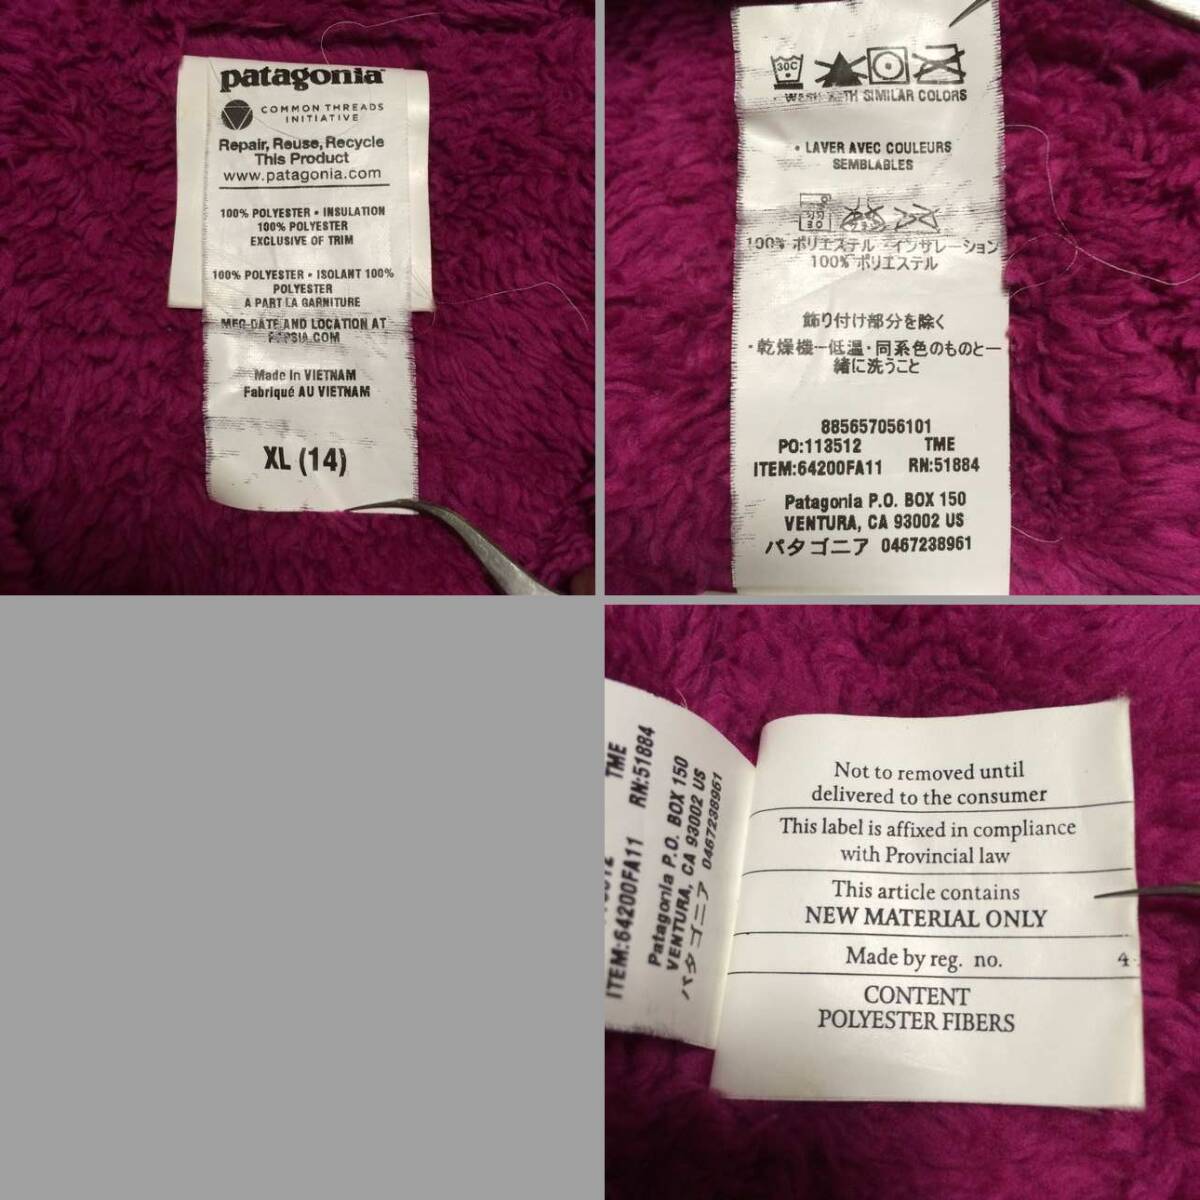 patagonia
COMMON THREADS
INITIATIVE
Repair, Reuse, Recycle
This Product
www.patagonia.com
100% POLYESTER • INSULATION
100% POLYESTER
EXCLUSIVE OF TRIM
100% POLYESTER • ISOLANT 100%
POLYESTER
A PART LA GARNITURE
MFG DATE AND LOCATION AT
Made In VIETNAM
Fabriqué AU VIETNAM
XL (14)
30C
• WASH WITH SIMILAR COLORS
• LAVER AVEC COULEURS
SEMBLABLES
30
100% ポリエステル・インサレーション
100% ポリエステル
飾り付け部分を除く
・乾燥機ー低温・同系色のものと一
緒に洗うこと
885657056101
PO:113512 TME
ITEM:64200FA11 RN:51884
Patagonia P.O. BOX 150
VENTURA, CA 93002 US
パタゴニア 0467238961
TME
ITEM:64200FA11 RN:51884
Patagonia P.O. BOX 150
VENTURA, CA 93002 US
パタゴニア 0467238961
Not to removed until
delivered to the consumer
This label is affixed in compliance
with Provincial law
This article contains
NEW MATERIAL ONLY
Made by reg. no. 4
CONTENT
POLYESTER FIBERS